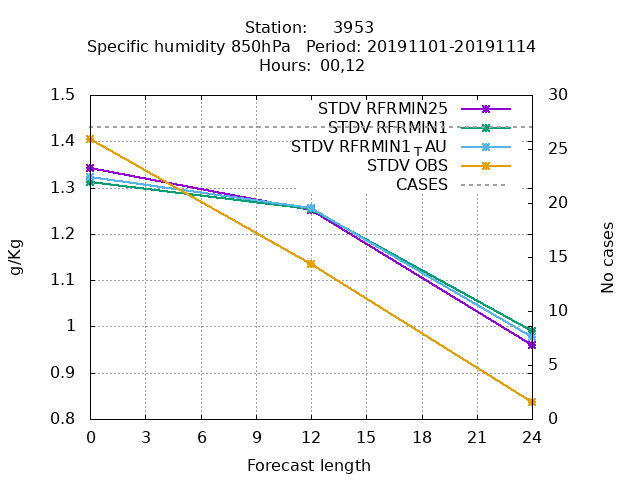 Station: 3953
Specific humidity 850hPa Period: 20191101-20191114
Hours: 00,12
1.5
1.4
1.3
1.2
1.1
1
0.9
0.8
g/Kg
STDV RFRMIN25
STDV RFRMIN1
STDV RFRMIN1TAU
STDV OBS
CASES
30
25
20
15
10
5
0
No cases
0 3 6 9 12 15 18 21 24
Forecast length